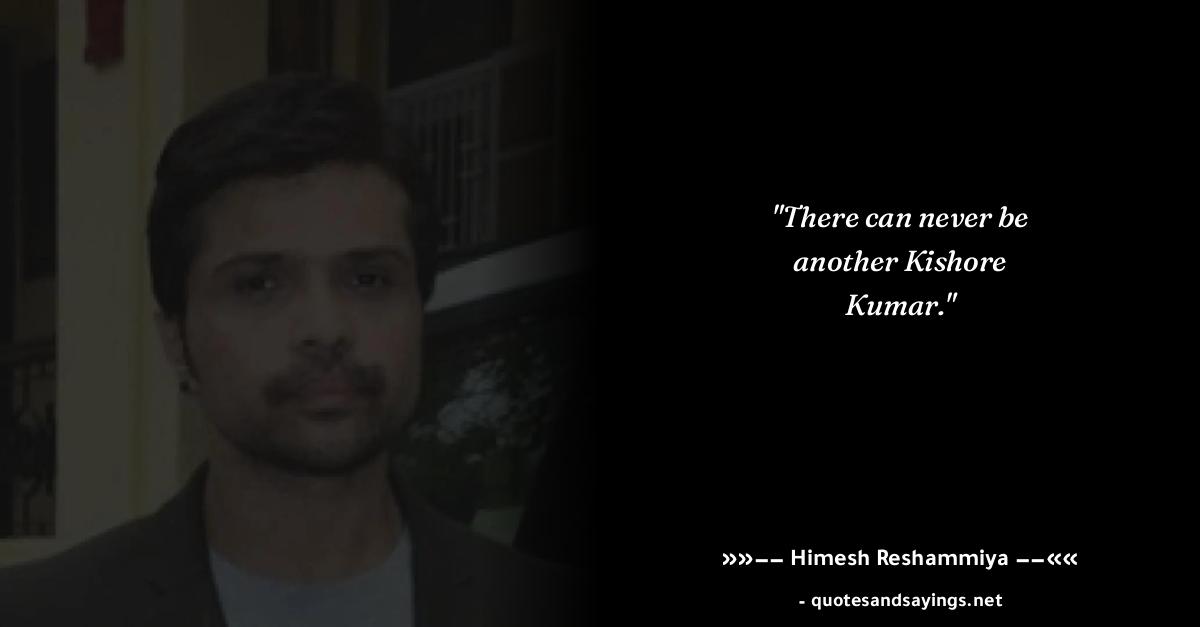 "There can never be
another Kishore
Kumar."
»»−− Himesh Reshammiya −−««
- quotesandsayings.net